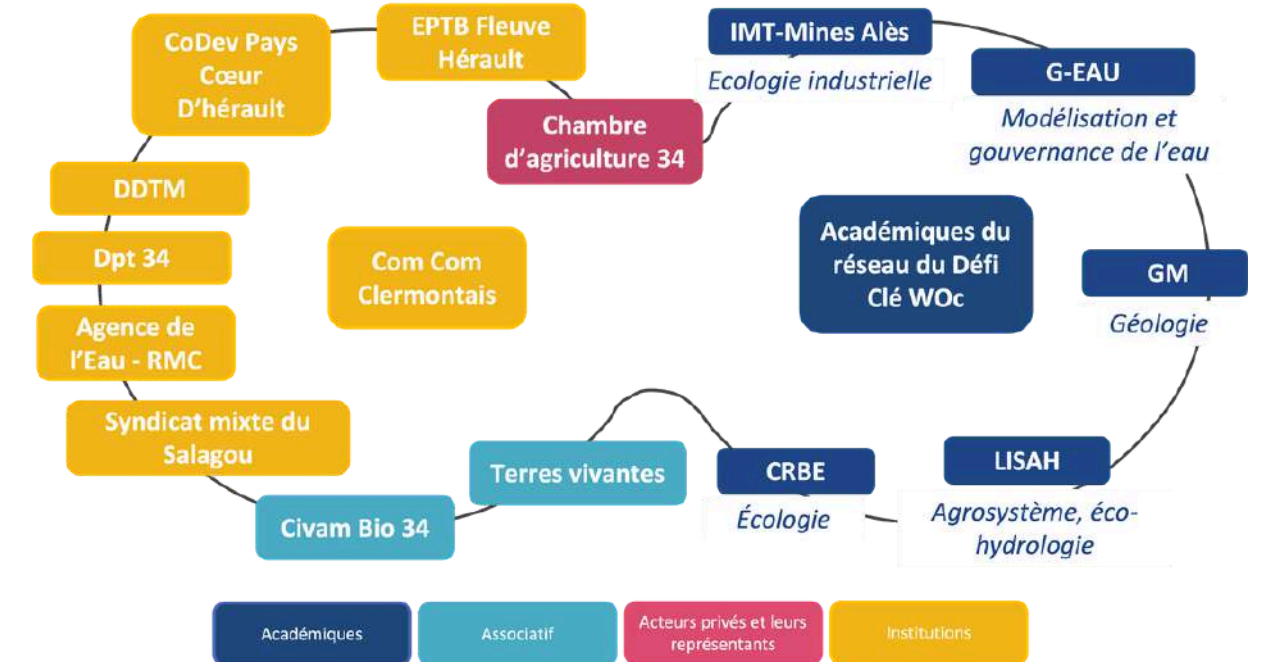 CoDev Pays
Cœur
D'hérault
EPTB Fleuve
Hérault
Chambre
d'agriculture 34
IMT-Mines Alès
Ecologie industrielle
G-EAU
Modélisation et
gouvernance de l'eau
DDTM
Dpt 34
Agence de
l'Eau - RMC
Syndicat mixte du
Salagou
Com Com
Clermontais
Académiques du
réseau du Défi
Clé WOc
GM
Géologie
Civam Bio 34
Terres vivantes
CRBE
Écologie
LISAH
Agrosystème, éco-
hydrologie
Académiques
Associatif
Acteurs privés et leurs
représentants
Institutions